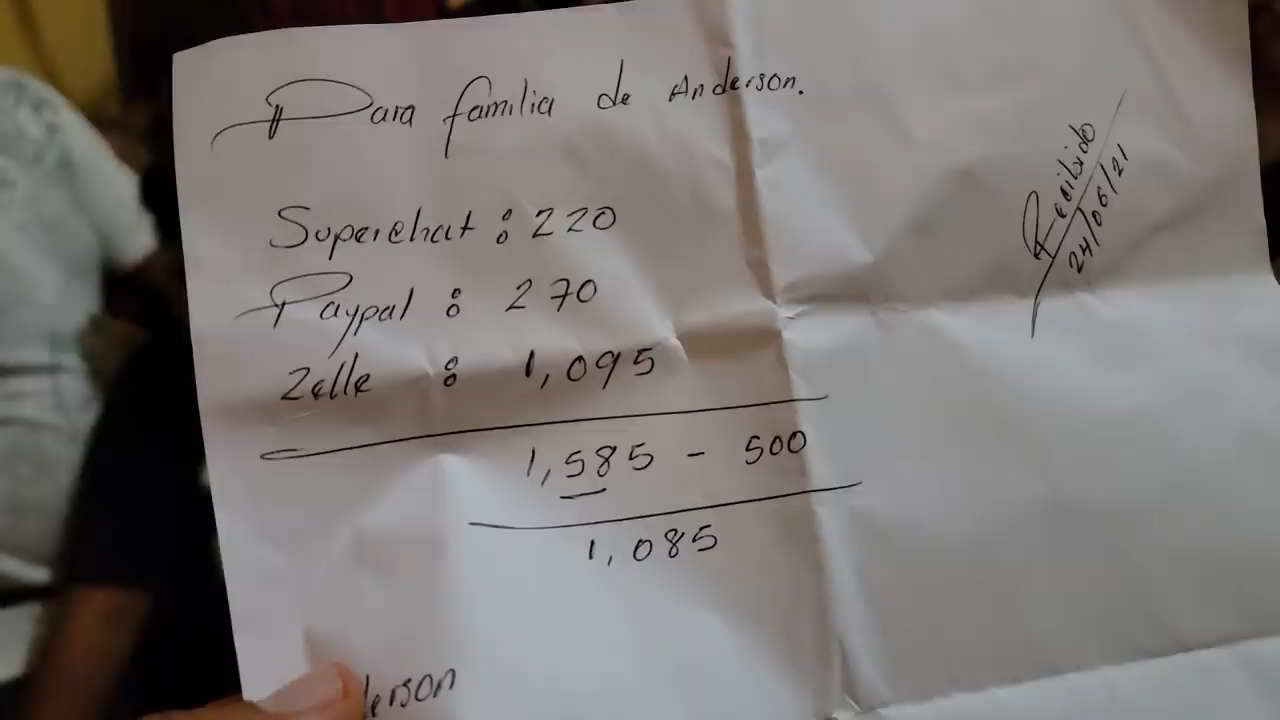 Para familia de Anderson.
Recibido
24/06/21
Superchat : 220
Paypal : 270
Zelle : 1,095
1,585 - 500
1,085
derson